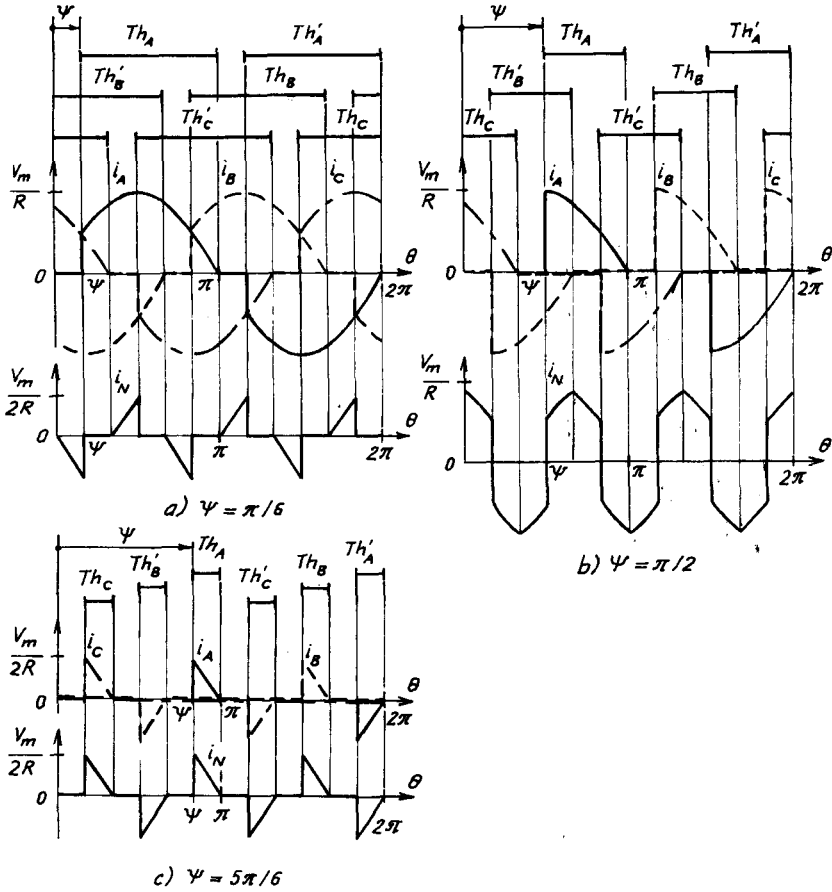 Ψ
Th_A
Th'_A
Th'_B
Th_B
Th'_C
Th_C
V_m/R
i_A
i_B
i_C
0
Ψ
π
θ
2π
V_m/2R
i_N
0
Ψ
π
θ
2π
a) Ψ = π/6
Ψ
Th_A
Th'_A
Th'_B
Th_B
Th_C
Th'_C
V_m/R
i_A
i_B
i_C
0
Ψ
π
θ
2π
V_m/R
i_N
0
Ψ
π
θ
2π
b) Ψ = π/2
Ψ
Th_C
Th'_B
Th_A
Th'_C
Th_B
Th'_A
V_m/2R
i_C
i_A
i_B
0
Ψ
π
θ
2π
V_m/2R
i_N
0
Ψ
π
θ
2π
c) Ψ = 5π/6